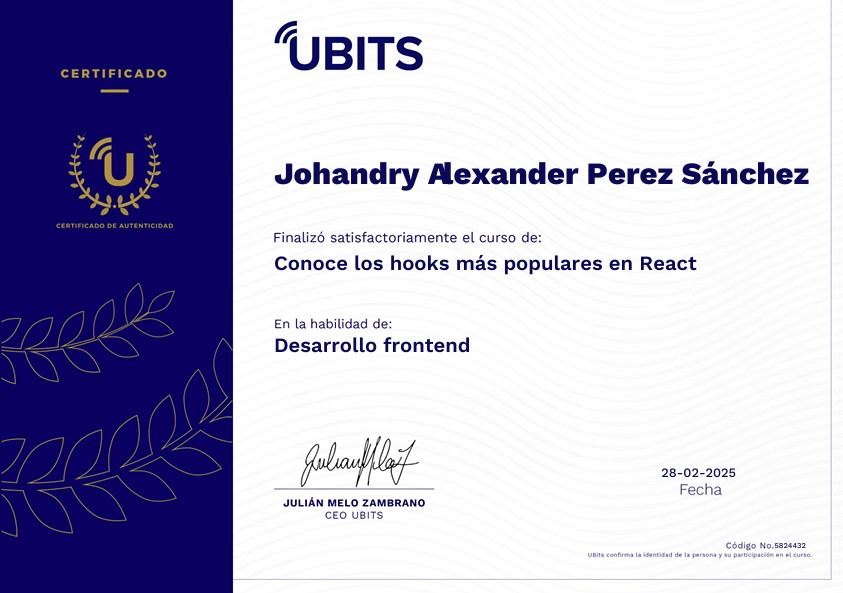 CERTIFICADO
U
CERTIFICADO DE AUTENTICIDAD
UBITS
Johandry Alexander Perez Sánchez
Finalizó satisfactoriamente el curso de:
Conoce los hooks más populares en React
En la habilidad de:
Desarrollo frontend
JULIÁN MELO ZAMBRANO
CEO UBITS
28-02-2025
Fecha
Código No.5824432
UBits confirma la identidad de la persona y su participación en el curso.